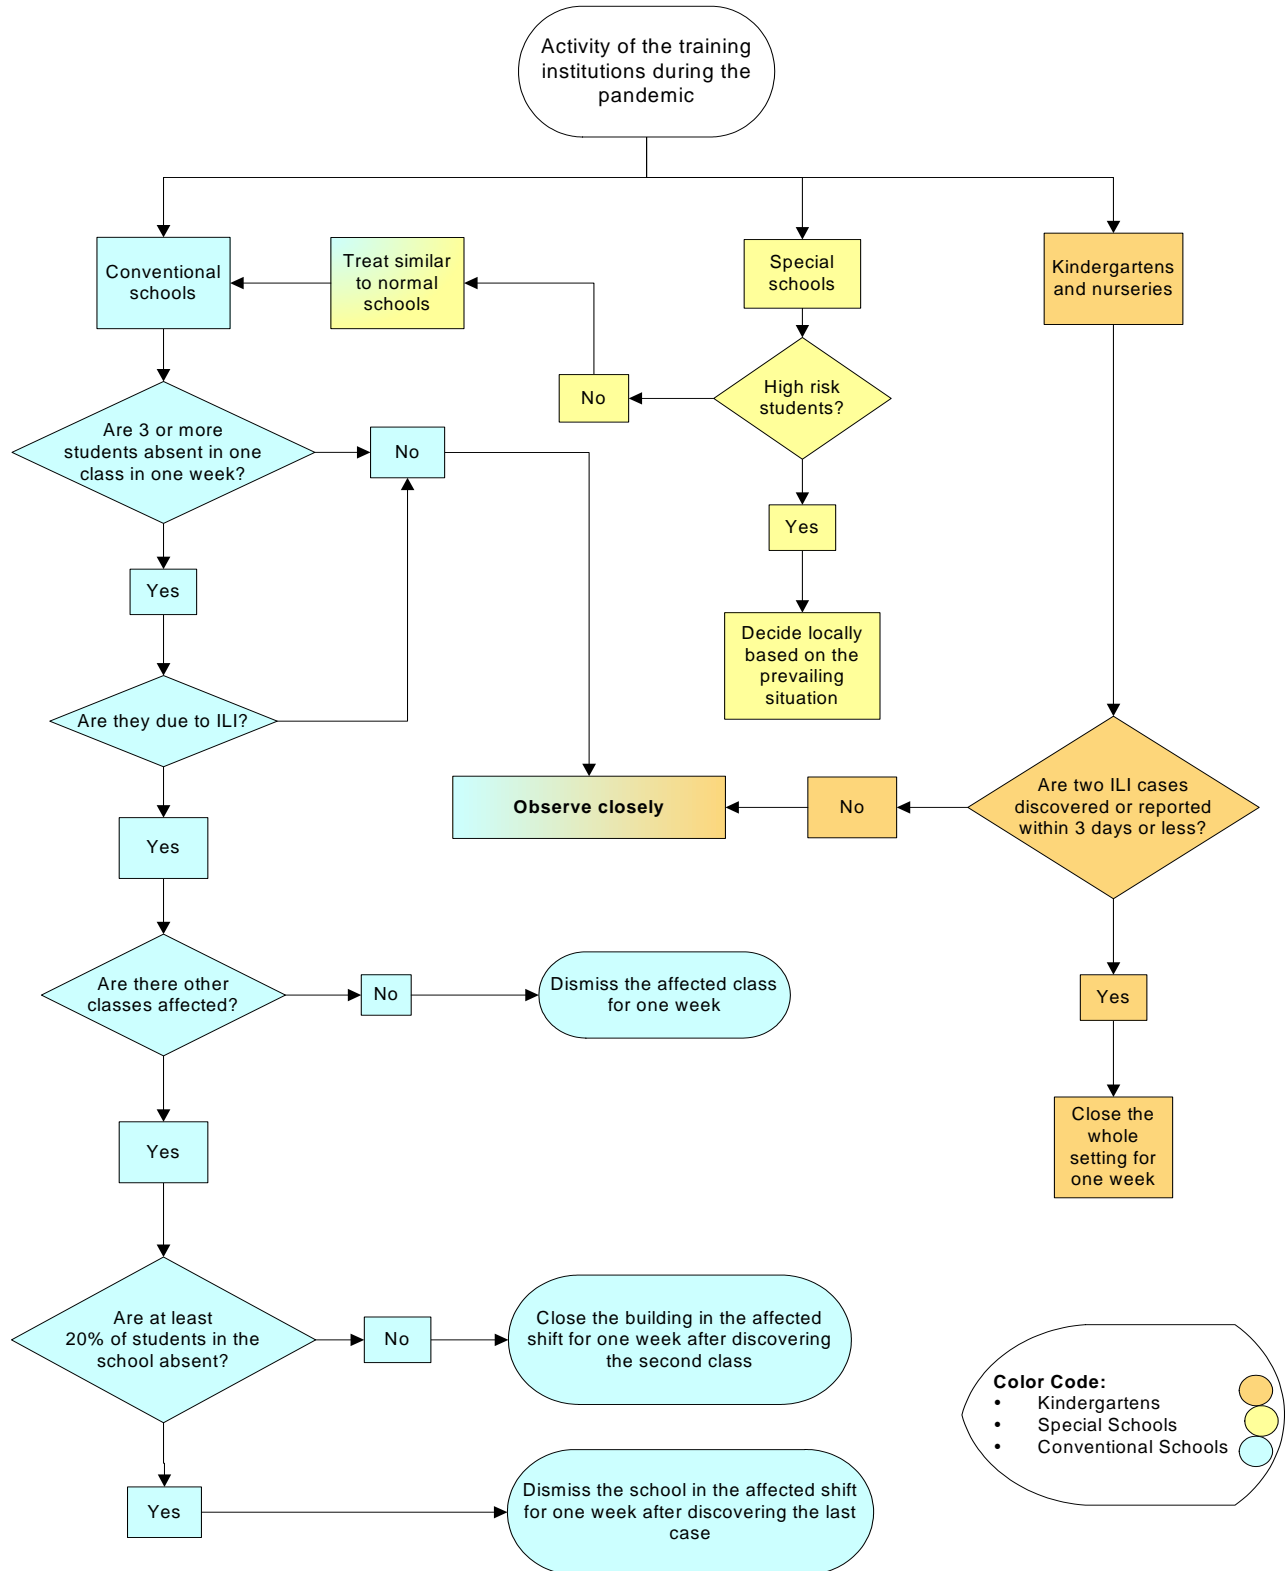 Activity of the training
institutions during the
pandemic
Conventional
schools
Treat similar
to normal
schools
Special
schools
Kindergartens
and nurseries
High risk
students?
No
Are 3 or more
students absent in one
class in one week?
No
Yes
Yes
Decide locally
based on the
prevailing
situation
Are they due to ILI?
Observe closely
No
Are two ILI cases
discovered or reported
within 3 days or less?
Yes
Are there other
classes affected?
No
Dismiss the affected class
for one week
Yes
Close the
whole
setting for
one week
Yes
Are at least
20% of students in the
school absent?
No
Close the building in the affected
shift for one week after discovering
the second class
Yes
Dismiss the school in the affected shift
for one week after discovering the last
case
Color Code:
• Kindergartens
• Special Schools
• Conventional Schools